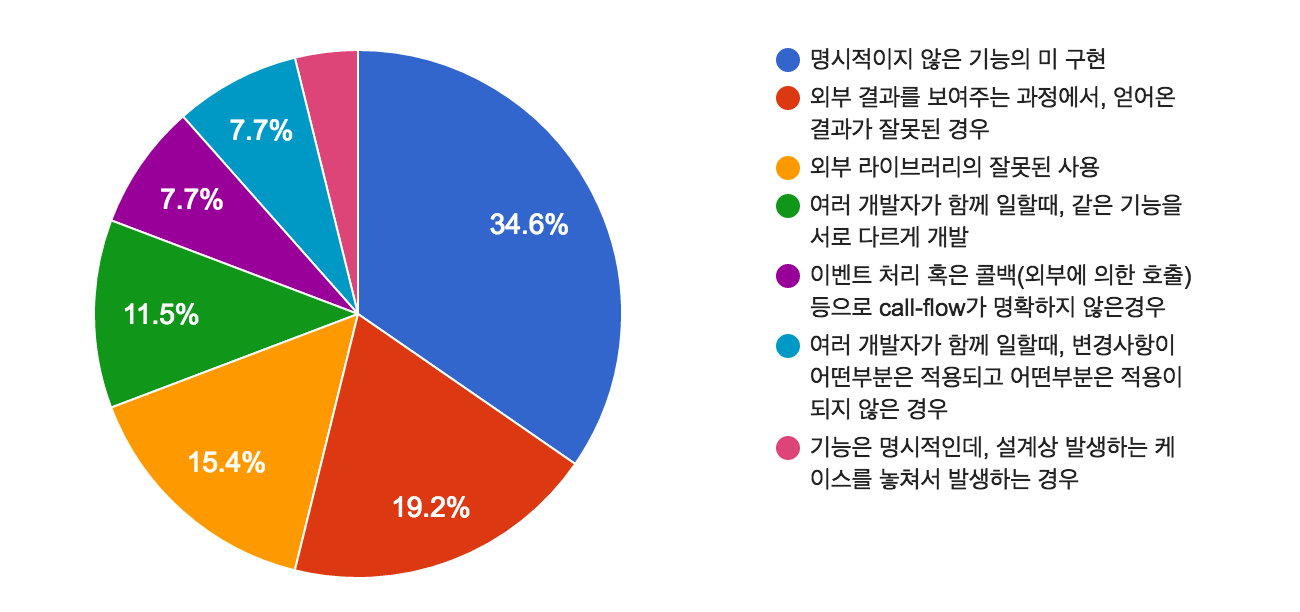 34.6%
19.2%
15.4%
11.5%
7.7%
7.7%
명시적이지 않은 기능의 미 구현
외부 결과를 보여주는 과정에서, 얻어온
결과가 잘못된 경우
외부 라이브러리의 잘못된 사용
여러 개발자가 함께 일할때, 같은 기능을
서로 다르게 개발
이벤트 처리 혹은 콜백(외부에 의한 호출)
등으로 call-flow가 명확하지 않은경우
여러 개발자가 함께 일할때, 변경사항이
어떤부분은 적용되고 어떤부분은 적용이
되지 않은 경우
기능은 명시적인데, 설계상 발생하는 케
이스를 놓쳐서 발생하는 경우